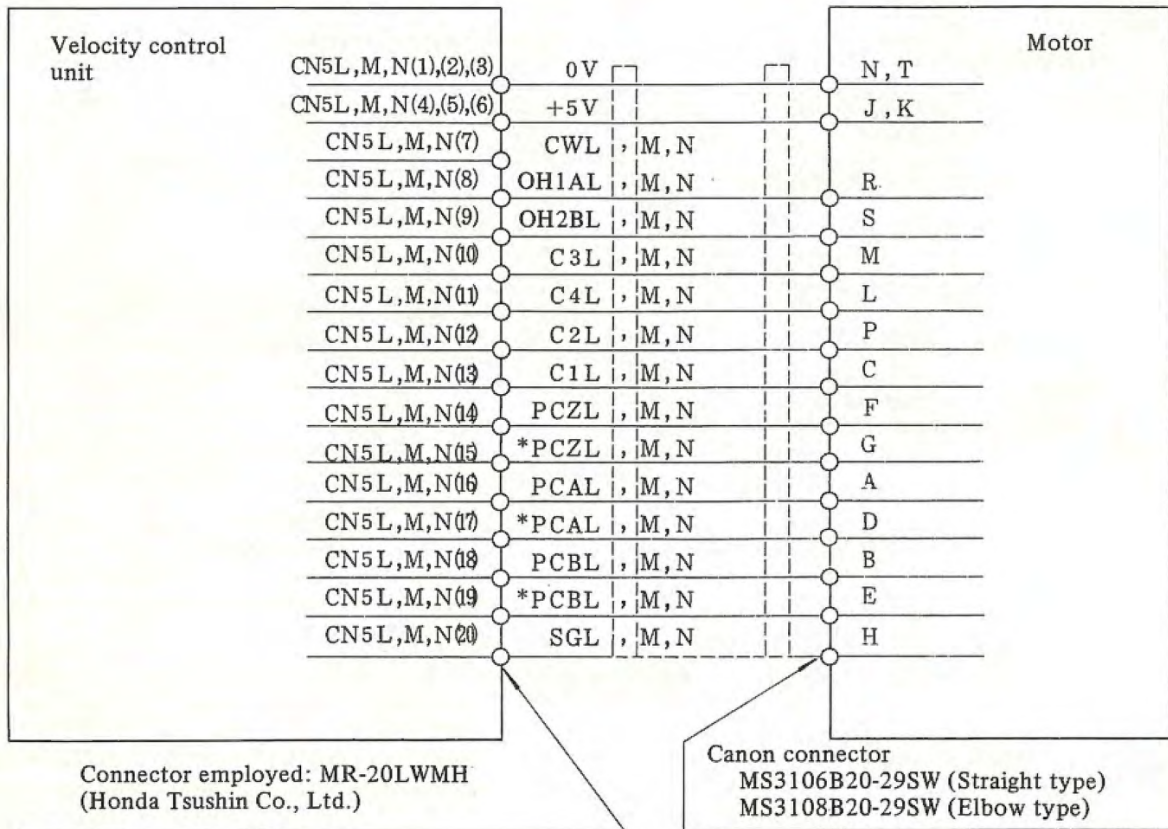 Velocity control
unit
Motor
CN5L,M,N(1),(2),(3) 0V N,T
CN5L,M,N(4),(5),(6) +5V J,K
CN5L,M,N(7) CWL,M,N
CN5L,M,N(8) OH1AL,M,N R
CN5L,M,N(9) OH2BL,M,N S
CN5L,M,N(10) C3L,M,N M
CN5L,M,N(11) C4L,M,N L
CN5L,M,N(12) C2L,M,N P
CN5L,M,N(13) C1L,M,N C
CN5L,M,N(14) PCZL,M,N F
CN5L,M,N(15) *PCZL,M,N G
CN5L,M,N(16) PCAL,M,N A
CN5L,M,N(17) *PCAL,M,N D
CN5L,M,N(18) PCBL,M,N B
CN5L,M,N(19) *PCBL,M,N E
CN5L,M,N(20) SGL,M,N H
Connector employed: MR-20LWMH
(Honda Tsushin Co., Ltd.)
Canon connector
MS3106B20-29SW (Straight type)
MS3108B20-29SW (Elbow type)